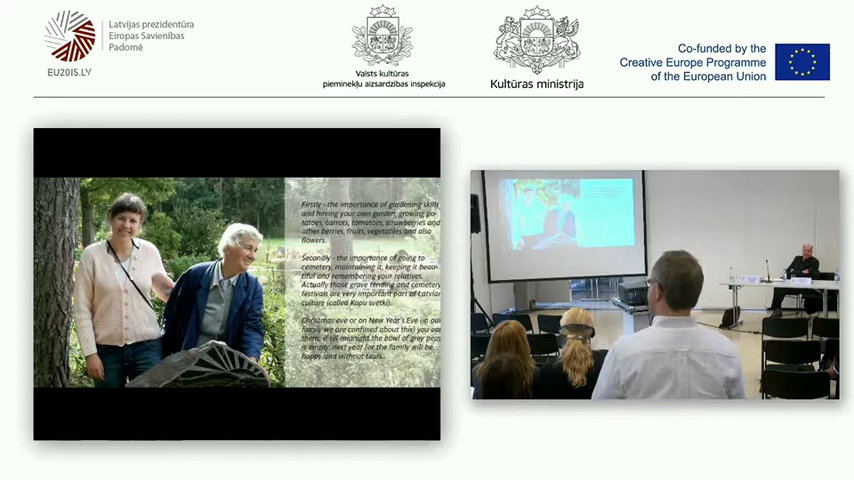 Latvijas prezidentūra
Eiropas Savienības
Padomē
EU2015.LV
Valsts kultūras
pieminekļu aizsardzības inspekcija
Kultūras ministrija
Co-funded by the
Creative Europe Programme
of the European Union
Firstly - the importance of gardening skills
and having your own garden, growing po-
tatoes, carrots, tomatoes, strawberries and
other berries, fruits, vegetables and also
flowers.
Secondly - the importance of going to
cemetery, maintaining it, keeping it beau-
tiful and remembering your relatives.
Actually those grave tending and cemetery
festivals are very important part of Latvian
culture (called Kapu svētki).
Christmas eve or on New Year's Eve (in our
family we are confused about this) you eat
them, if till midnight the bowl of grey peas
is empty, next year for the family will be
happy and without tears.